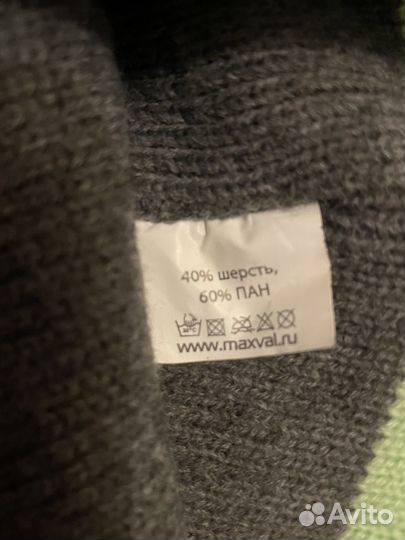 40% шерсть,
60% ПАН
www.maxval.ru
Avito